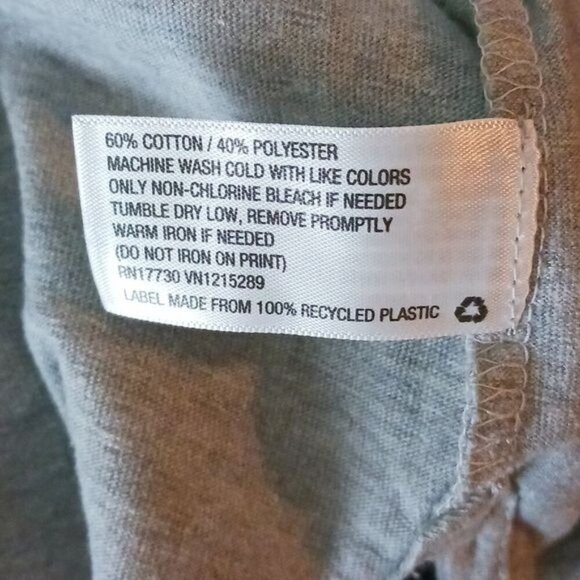 60% COTTON / 40% POLYESTER
MACHINE WASH COLD WITH LIKE COLORS
ONLY NON-CHLORINE BLEACH IF NEEDED
TUMBLE DRY LOW, REMOVE PROMPTLY
WARM IRON IF NEEDED
(DO NOT IRON ON PRINT)
RN17730 VN1215289
LABEL MADE FROM 100% RECYCLED PLASTIC